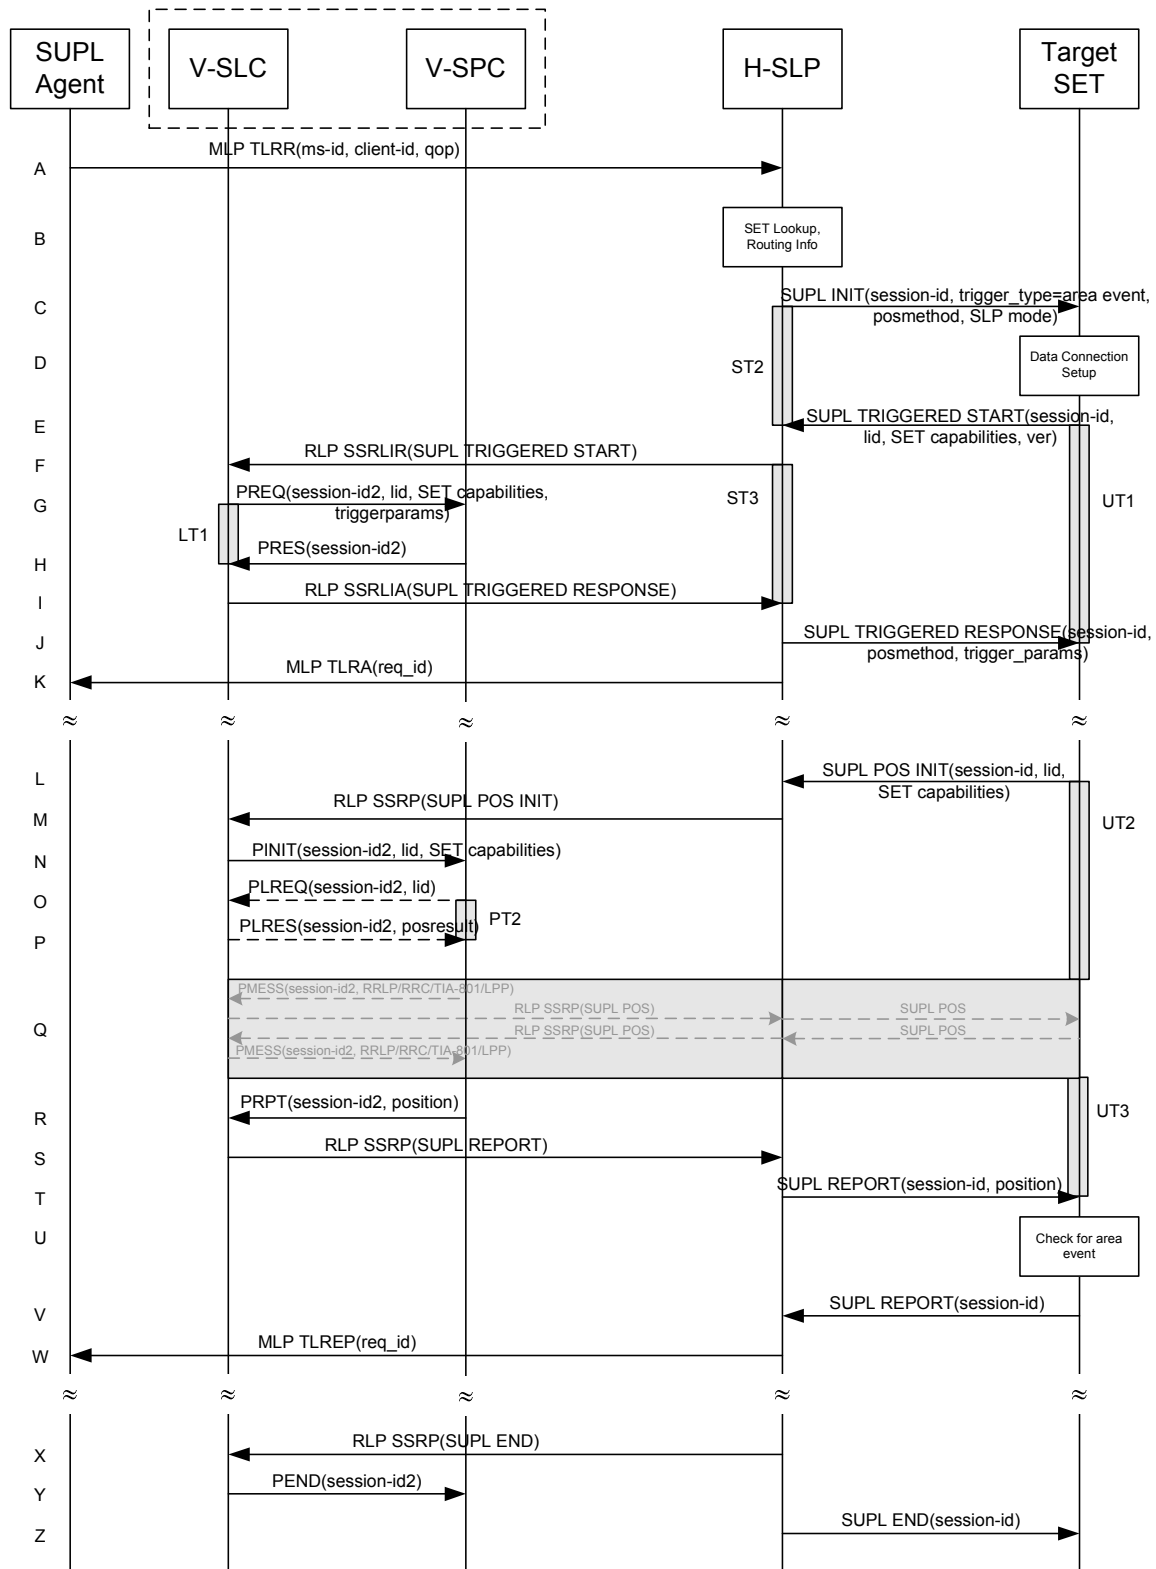 SUPL
Agent
V-SLC
V-SPC
H-SLP
Target
SET
A
MLP TLRR(ms-id, client-id, qop)
B
SET Lookup,
Routing Info
C
SUPL INIT(session-id, trigger_type=area event,
posmethod, SLP mode)
D
ST2
Data Connection
Setup
E
SUPL TRIGGERED START(session-id,
lid, SET capabilities, ver)
F
RLP SSRLIR(SUPL TRIGGERED START)
G
PREQ(session-id2, lid, SET capabilities,
triggerparams)
ST3
UT1
LT1
H
PRES(session-id2)
I
RLP SSRLIA(SUPL TRIGGERED RESPONSE)
J
SUPL TRIGGERED RESPONSE(session-id,
posmethod, trigger_params)
K
MLP TLRA(req_id)
≈ ≈ ≈ ≈ ≈
L
SUPL POS INIT(session-id, lid,
SET capabilities)
M
RLP SSRP(SUPL POS INIT)
UT2
N
PINIT(session-id2, lid, SET capabilities)
O
PLREQ(session-id2, lid)
PT2
P
PLRES(session-id2, posresult)
Q
PMESS(session-id2, RRLP/RRC/TIA-801/LPP)
RLP SSRP(SUPL POS)
SUPL POS
RLP SSRP(SUPL POS)
SUPL POS
PMESS(session-id2, RRLP/RRC/TIA-801/LPP)
R
PRPT(session-id2, position)
UT3
S
RLP SSRP(SUPL REPORT)
T
SUPL REPORT(session-id, position)
U
Check for area
event
V
SUPL REPORT(session-id)
W
MLP TLREP(req_id)
≈ ≈ ≈ ≈ ≈
X
RLP SSRP(SUPL END)
Y
PEND(session-id2)
Z
SUPL END(session-id)